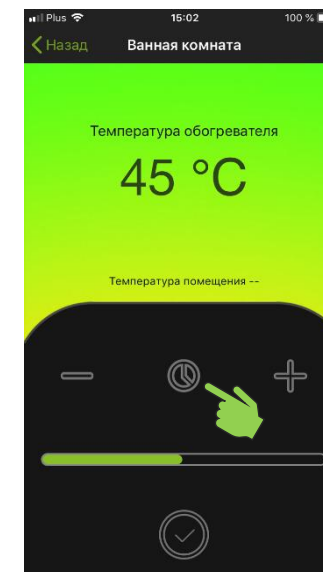 Plus 15:02 100 %
Назад Ванная комната
Температура обогревателя
45 °C
Температура помещения --